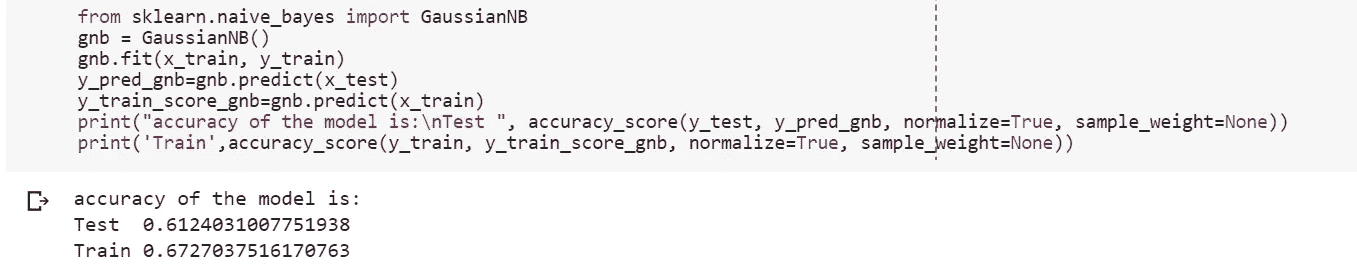 from sklearn.naive_bayes import GaussianNB
gnb = GaussianNB()
gnb.fit(x_train, y_train)
y_pred_gnb=gnb.predict(x_test)
y_train_score_gnb=gnb.predict(x_train)
print("accuracy of the model is:\nTest ", accuracy_score(y_test, y_pred_gnb, normalize=True, sample_weight=None))
print('Train',accuracy_score(y_train, y_train_score_gnb, normalize=True, sample_weight=None))
accuracy of the model is:
Test  0.6124031007751938
Train 0.6727037516170763